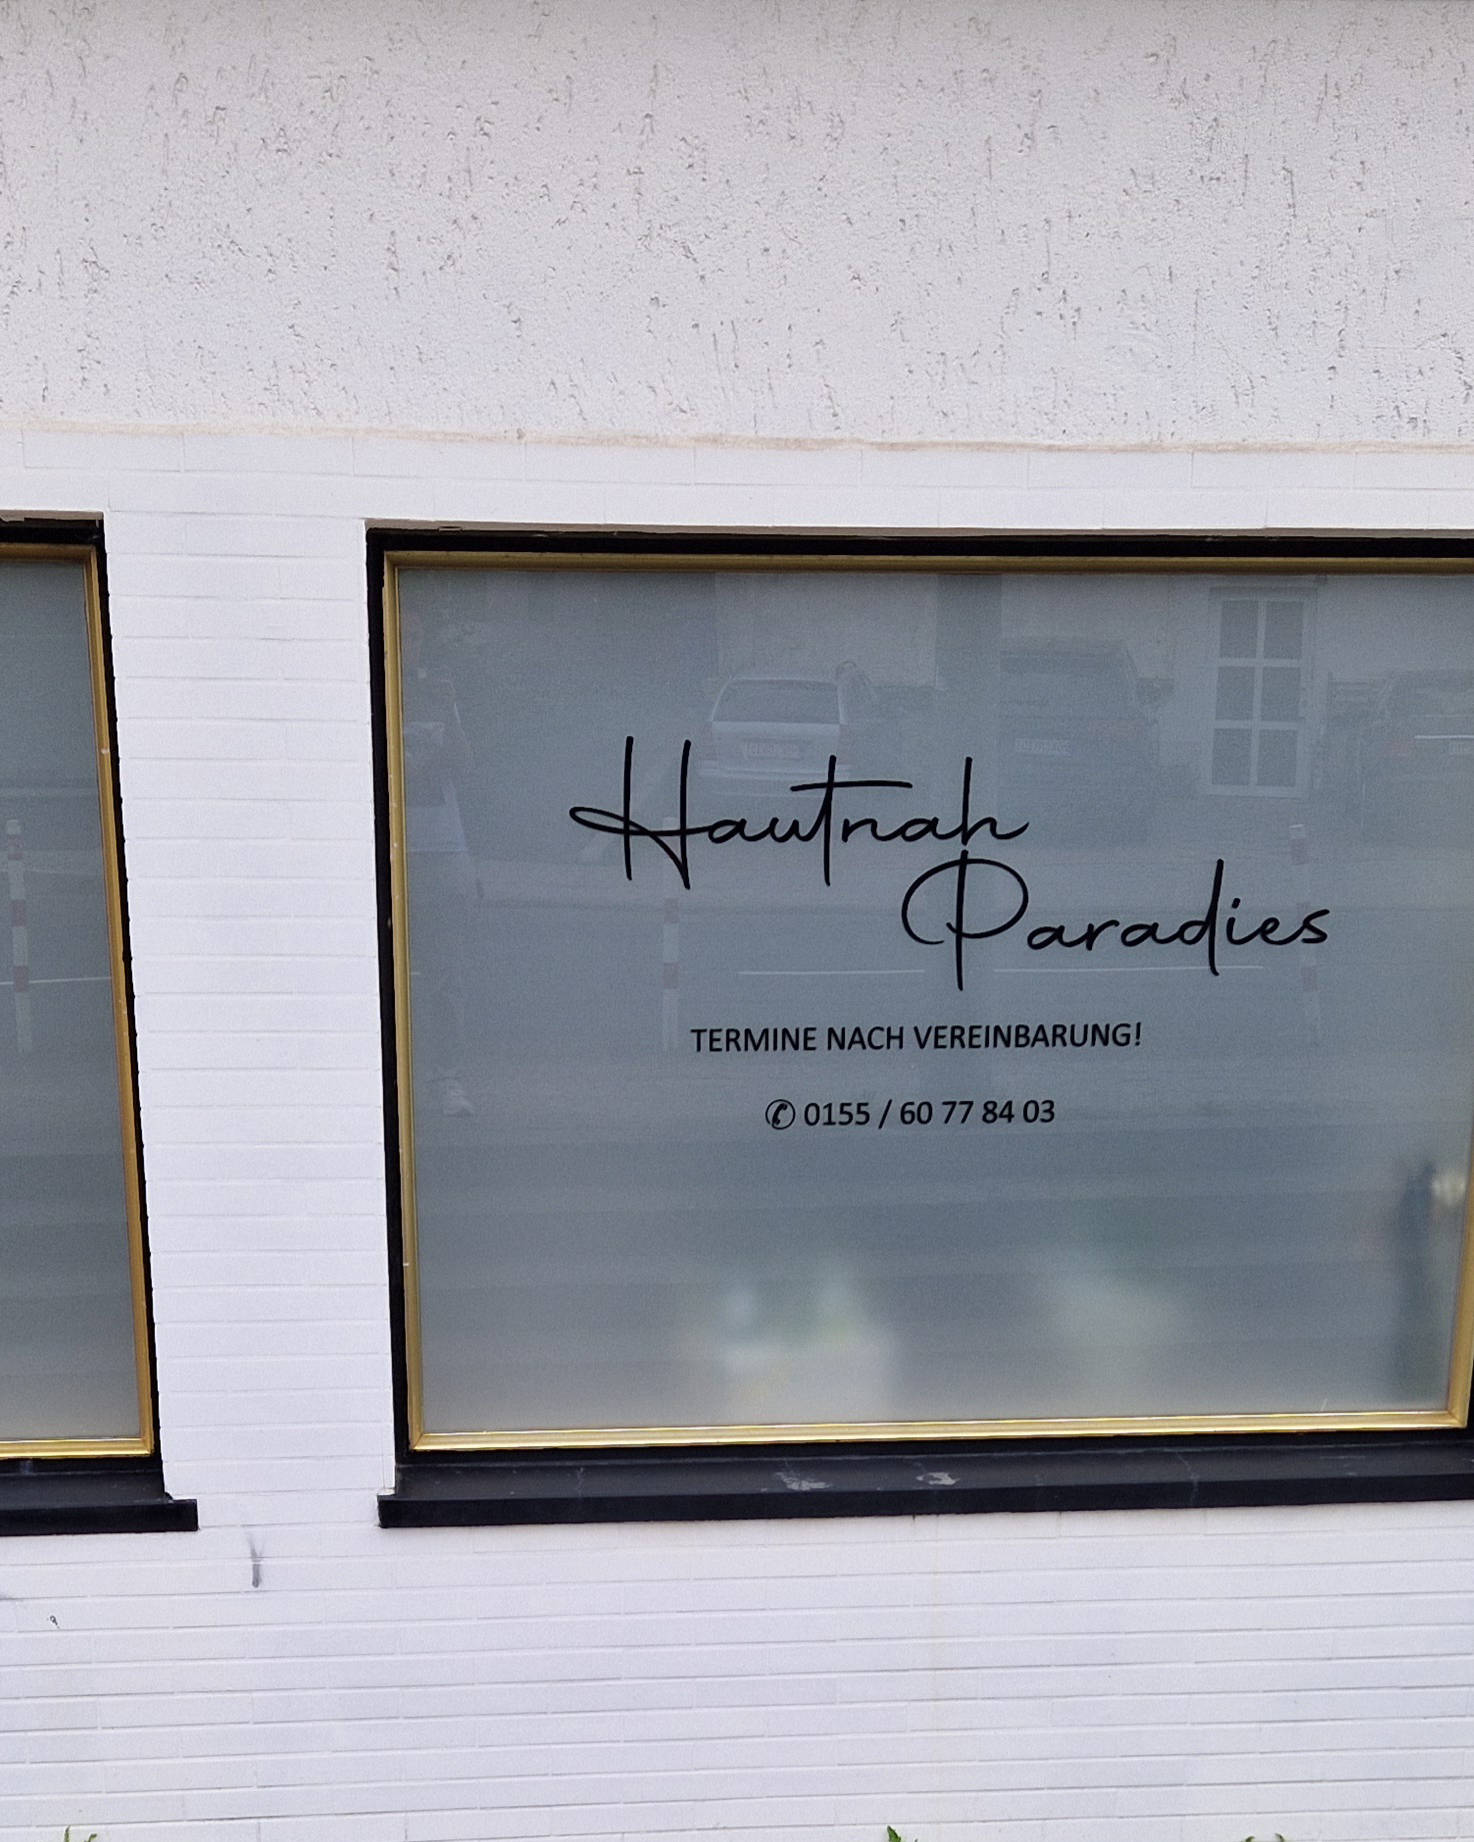 Hautnah
Paradies
TERMINE NACH VEREINBARUNG!
✆ 0155 / 60 77 84 03